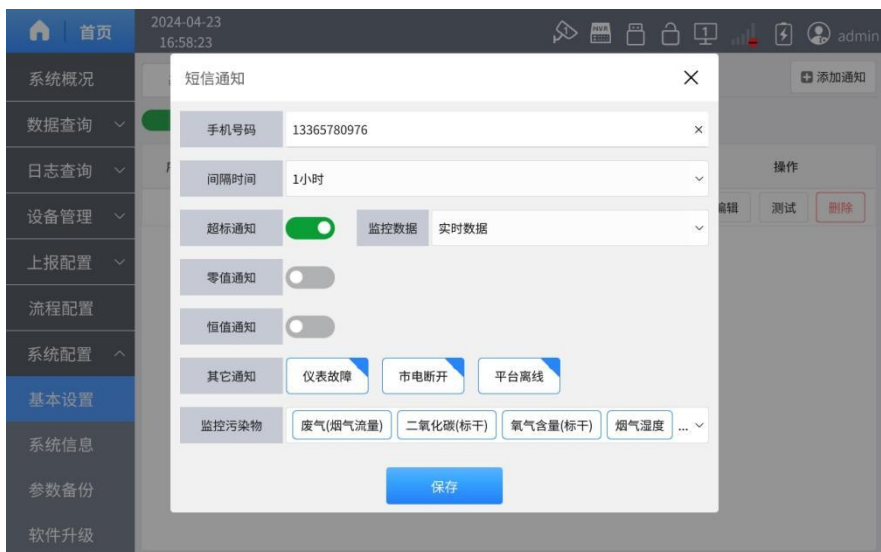 首页
2024-04-23
16:58:23
NVR
1
admin
系统概况
数据查询
日志查询
设备管理
上报配置
流程配置
系统配置
基本设置
系统信息
参数备份
软件升级
添加通知
操作
编辑 测试 删除
短信通知
手机号码 13365780976
间隔时间 1小时
超标通知 监控数据 实时数据
零值通知
恒值通知
其它通知 仪表故障 市电断开 平台离线
监控污染物 废气(烟气流量) 二氧化碳(标干) 氧气含量(标干) 烟气湿度 ...
保存